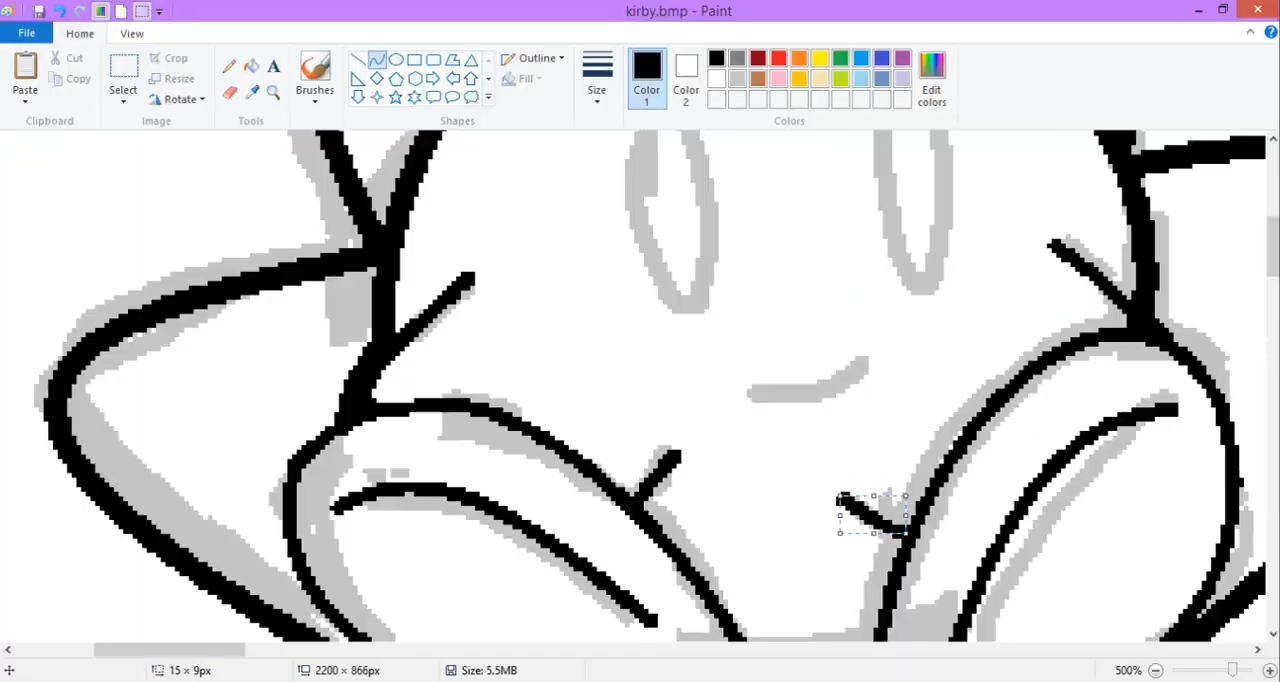 kirby.bmp - Paint
File
Home
View
Paste
Cut
Copy
Clipboard
Select
Crop
Resize
Rotate
Image
A
Tools
Brushes
Outline
Fill
Shapes
Size
Color 1
Color 2
Edit colors
Colors
15 × 9px
2200 × 866px
Size: 5.5MB
500%